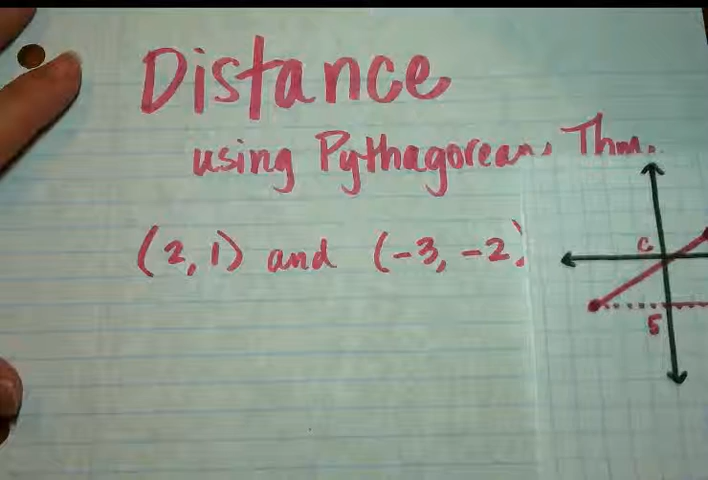 Distance
using Pythagorean Thm.
(2, 1) and (-3, -2)
c
5